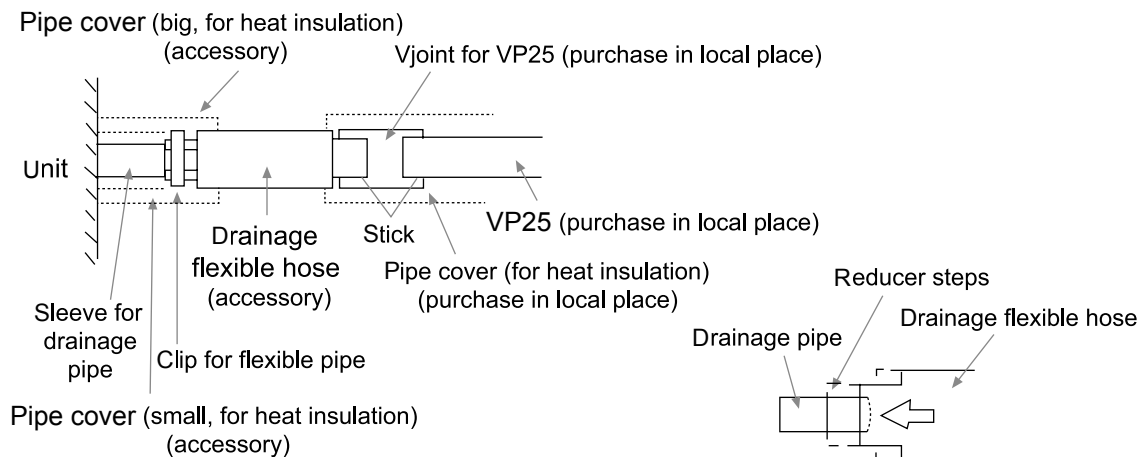 Pipe cover (big, for heat insulation)
(accessory)
Vjoint for VP25 (purchase in local place)
Unit
VP25 (purchase in local place)
Drainage
flexible hose
(accessory)
Stick
Pipe cover (for heat insulation)
(purchase in local place)
Sleeve for
drainage
pipe
Clip for flexible pipe
Pipe cover (small, for heat insulation)
(accessory)
Reducer steps
Drainage flexible hose
Drainage pipe